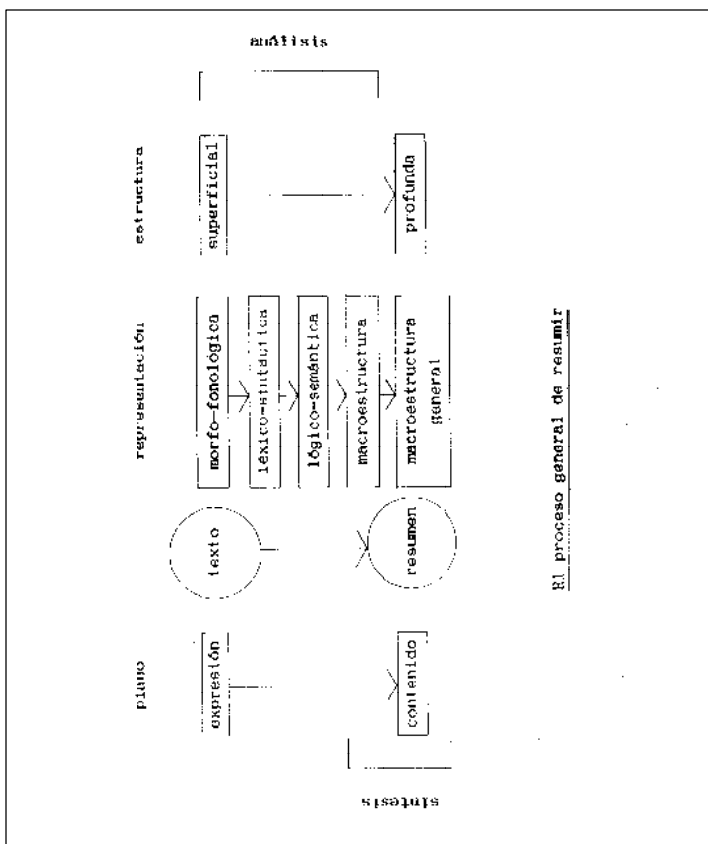 plano
representación
estructura
expresión
texto
morfo-fonológica
superficial
análisis
léxico-sintáctica
lógico-semántica
síntesis
macroestructura
contenido
resumen
macroestructura
general
profunda
El proceso general de resumir